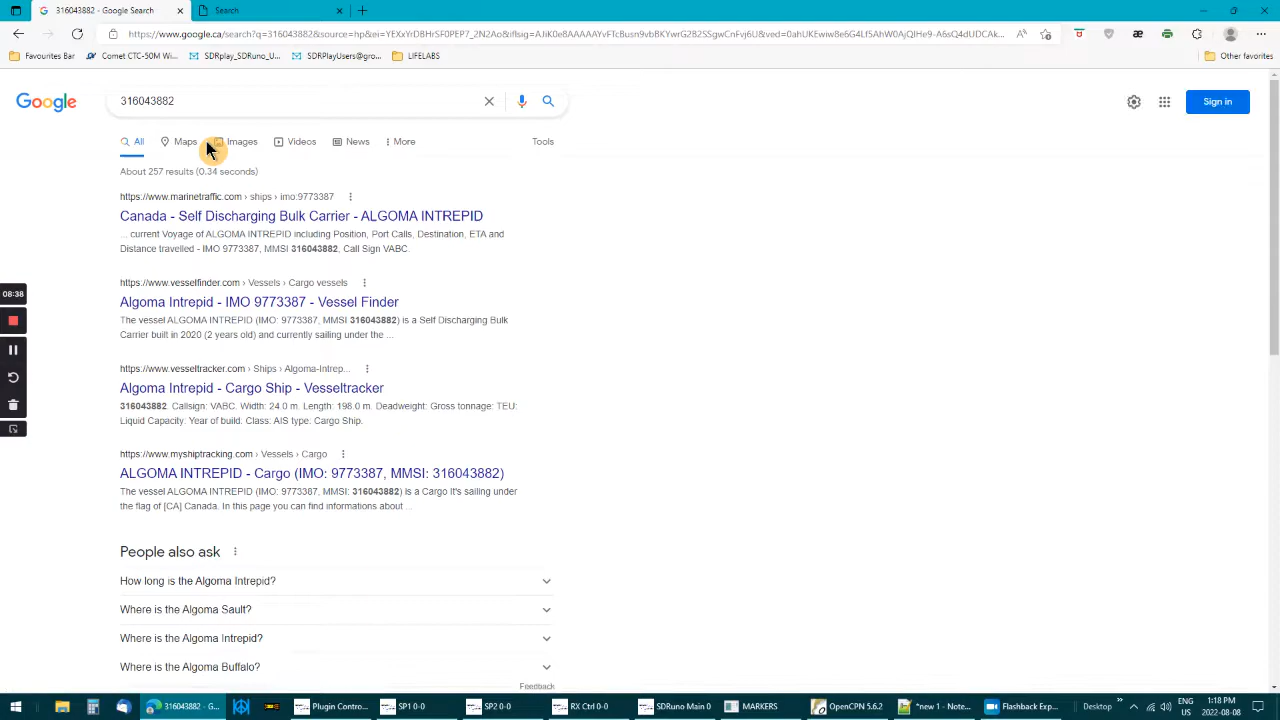 316043882 - Google Search
Search
https://www.google.ca/search?q=316043882&source=hp&ei=
Favourites Bar
Comet CTC-50M Wi...
SDRplay/SDRuno_U...
SDRPlayUsers@gro...
LIFELABS
Other favorites
Google
316043882
Sign in
All
Maps
Images
Videos
News
More
Tools
About 257 results (0.34 seconds)
https://www.marinetraffic.com › ships › imo:9773387
Canada - Self Discharging Bulk Carrier - ALGOMA INTREPID
... current Voyage of ALGOMA INTREPID including Position, Port Calls, Destination, ETA and
Distance travelled - IMO 9773387, MMSI 316043882, Call Sign VABC.
https://www.vesselfinder.com › Vessels › Cargo vessels
Algoma Intrepid - IMO 9773387 - Vessel Finder
The vessel ALGOMA INTREPID (IMO: 9773387, MMSI 316043882) is a Self Discharging Bulk
Carrier built in 2020 (2 years old) and currently sailing under the ...
https://www.vesseltracker.com › Ships › Algoma-Intrep...
Algoma Intrepid - Cargo Ship - Vesseltracker
316043882. Callsign: VABC. Width: 24.0 m. Length: 198.0 m. Deadweight: Gross tonnage: TEU:
Liquid Capacity: Year of build. Class: AIS type: Cargo Ship.
https://www.myshiptracking.com › Vessels › Cargo
ALGOMA INTREPID - Cargo (IMO: 9773387, MMSI: 316043882)
The vessel ALGOMA INTREPID (IMO: 9773387, MMSI: 316043882) is a Cargo It's sailing under
the flag of [CA] Canada. In this page you can find informations about ...
People also ask
How long is the Algoma Intrepid?
Where is the Algoma Sault?
Where is the Algoma Intrepid?
Where is the Algoma Buffalo?
Feedback
08:38
316043882 - G...
Plugin Contro...
SP1 0-0
SP2 0-0
RX Ctrl 0-0
SDRuno Main 0
MARKERS
OpenCPN 5.6.2
*new 1 - Note...
Flashback Exp...
Desktop
ENG
US
1:18 PM
2022-08-08